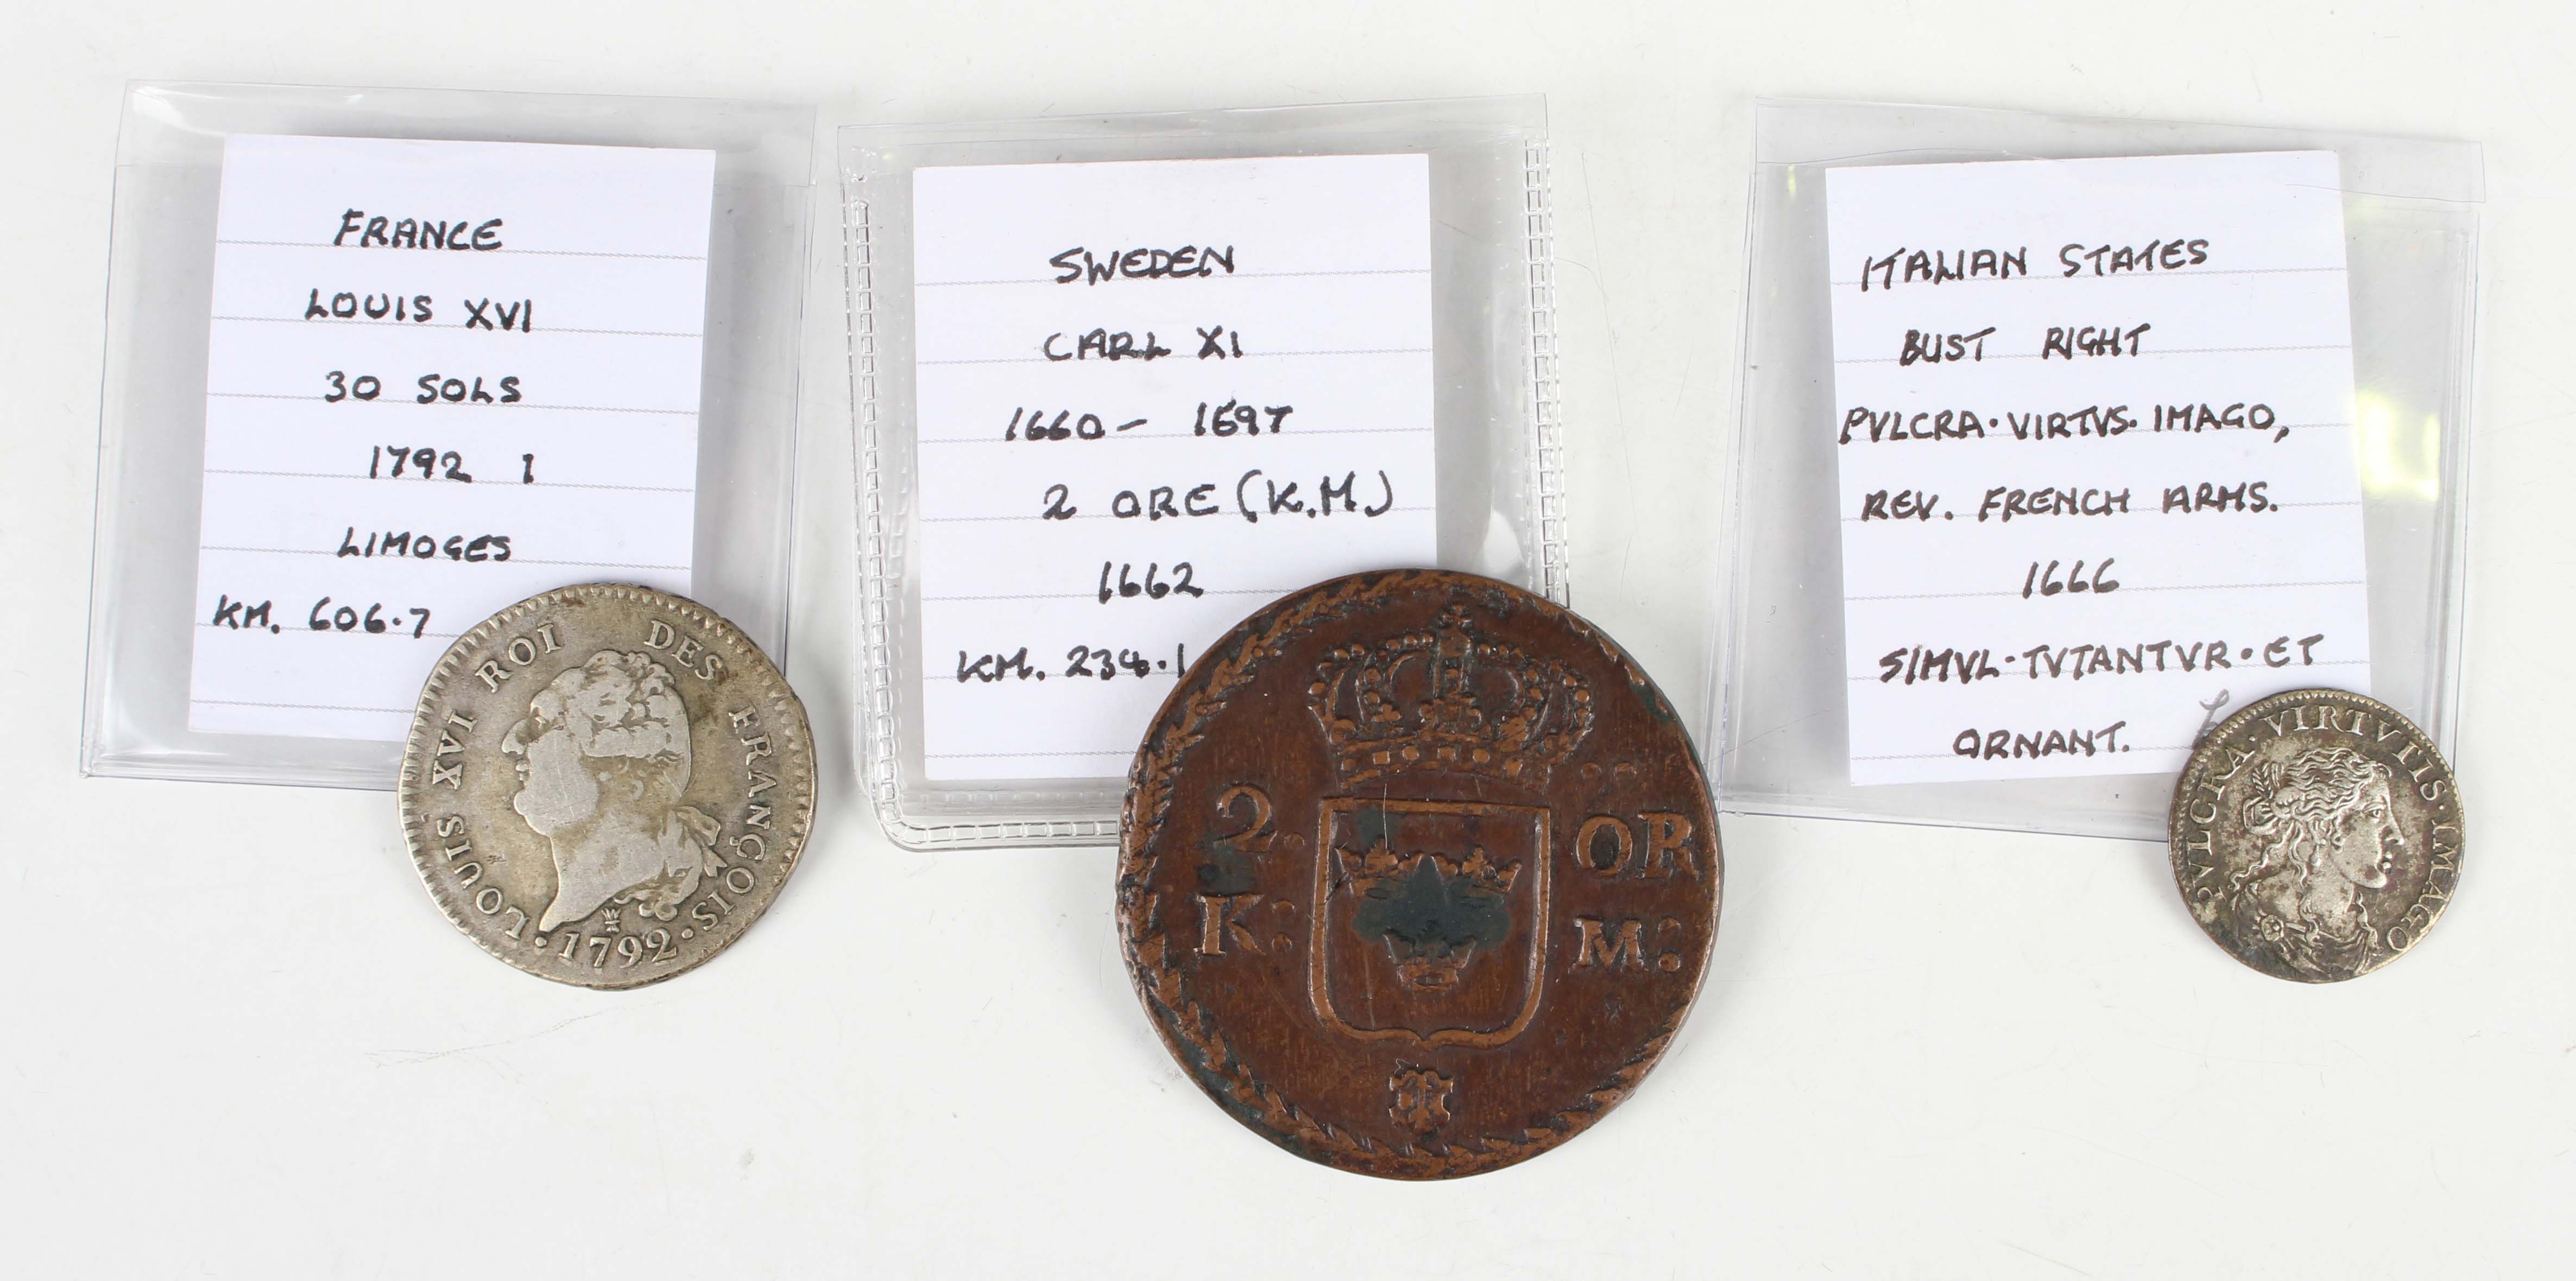 FRANCE
LOUIS XVI
30 SOLS
1792 I
LIMOGES
KM. 606.7
LOUIS XVI ROI DES FRANÇOIS.
1792
SWEDEN
CARL XI
1660 - 1697
2 ORE (K.M.)
1662
KM. 234.1
2. OR
K: M:
ITALIAN STATES
BUST RIGHT
PVLCRA·VIRTVS·IMAGO,
REV. FRENCH ARMS.
1666
SIMVL·TVTANTVR·ET
ORNANT.
PVLCRA·VIRTVTIS·IMAGO